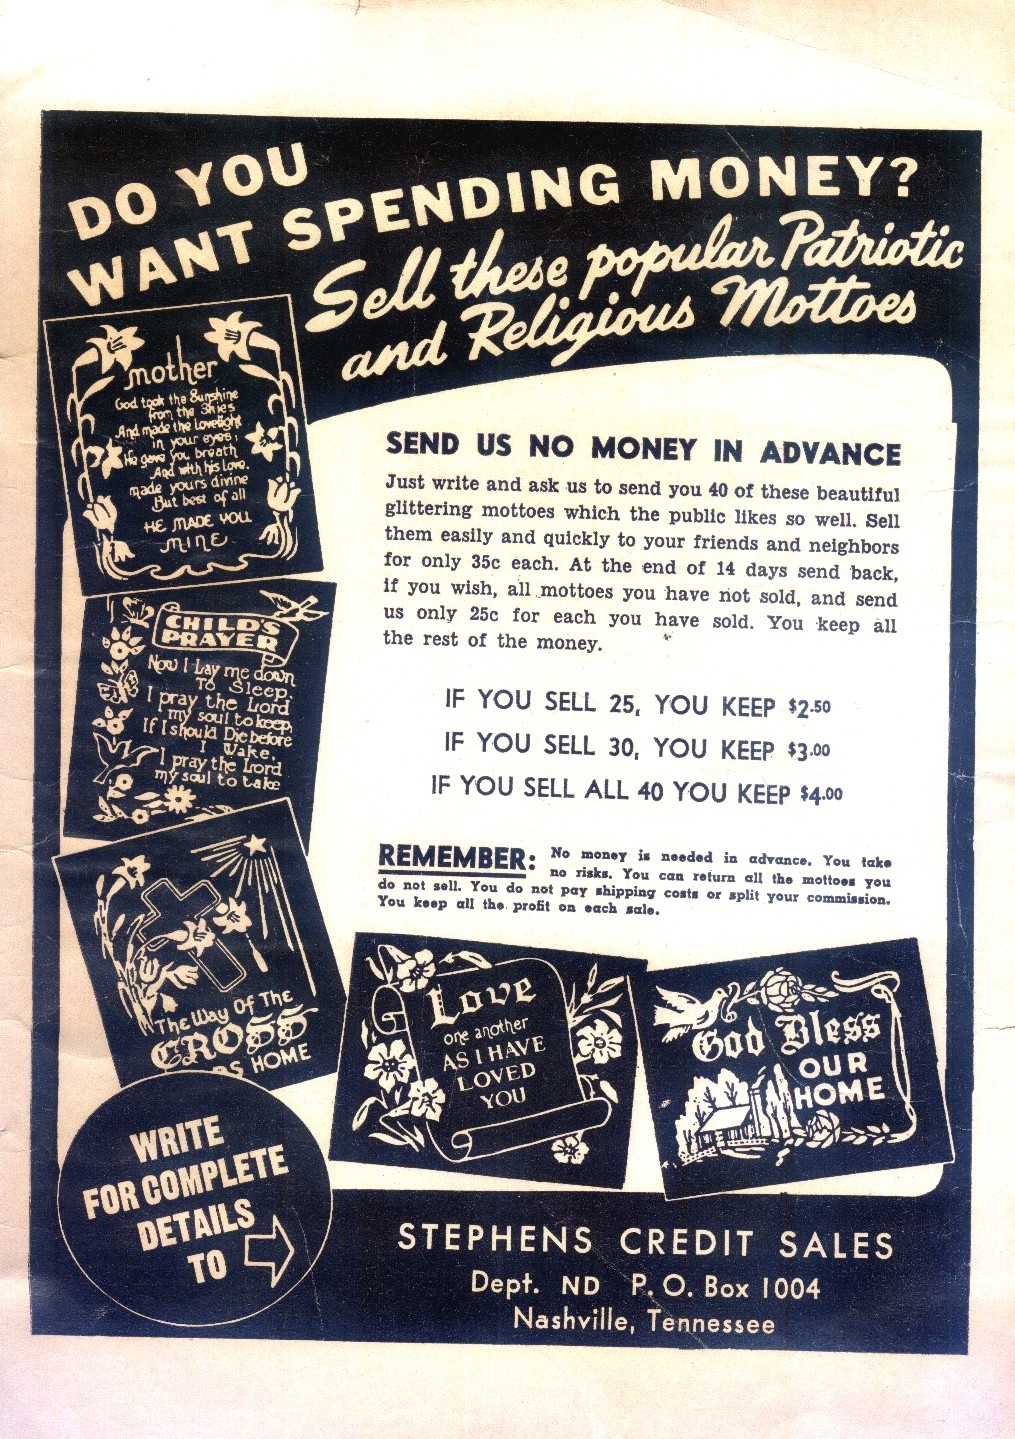 DO YOU
WANT SPENDING MONEY?
Sell these popular Patriotic
and Religious Mottoes
mother
God took the Sunshine
from the Skies
And made the Lovelight
in your eyes;
He gave you breath
And with his Love,
made yours divine
But best of all
HE MADE YOU
MINE
CHILD'S
PRAYER
Now I Lay me down
To Sleep,
I pray the Lord
my soul to keep,
If I should Die before
I Wake,
I pray the Lord
my soul to take
The Way Of The
CROSS
DS HOME
SEND US NO MONEY IN ADVANCE
Just write and ask us to send you 40 of these beautiful
glittering mottoes which the public likes so well. Sell
them easily and quickly to your friends and neighbors
for only 35c each. At the end of 14 days send back,
if you wish, all mottoes you have not sold, and send
us only 25c for each you have sold. You keep all
the rest of the money.
IF YOU SELL 25, YOU KEEP $2.50
IF YOU SELL 30, YOU KEEP $3.00
IF YOU SELL ALL 40 YOU KEEP $4.00
REMEMBER: No money is needed in advance. You take
no risks. You can return all the mottoes you
do not sell. You do not pay shipping costs or split your commission.
You keep all the profit on each sale.
Love
one another
AS I HAVE
LOVED
YOU
God Bless
OUR
HOME
WRITE
FOR COMPLETE
DETAILS
TO
STEPHENS CREDIT SALES
Dept. ND P. O. Box 1004
Nashville, Tennessee